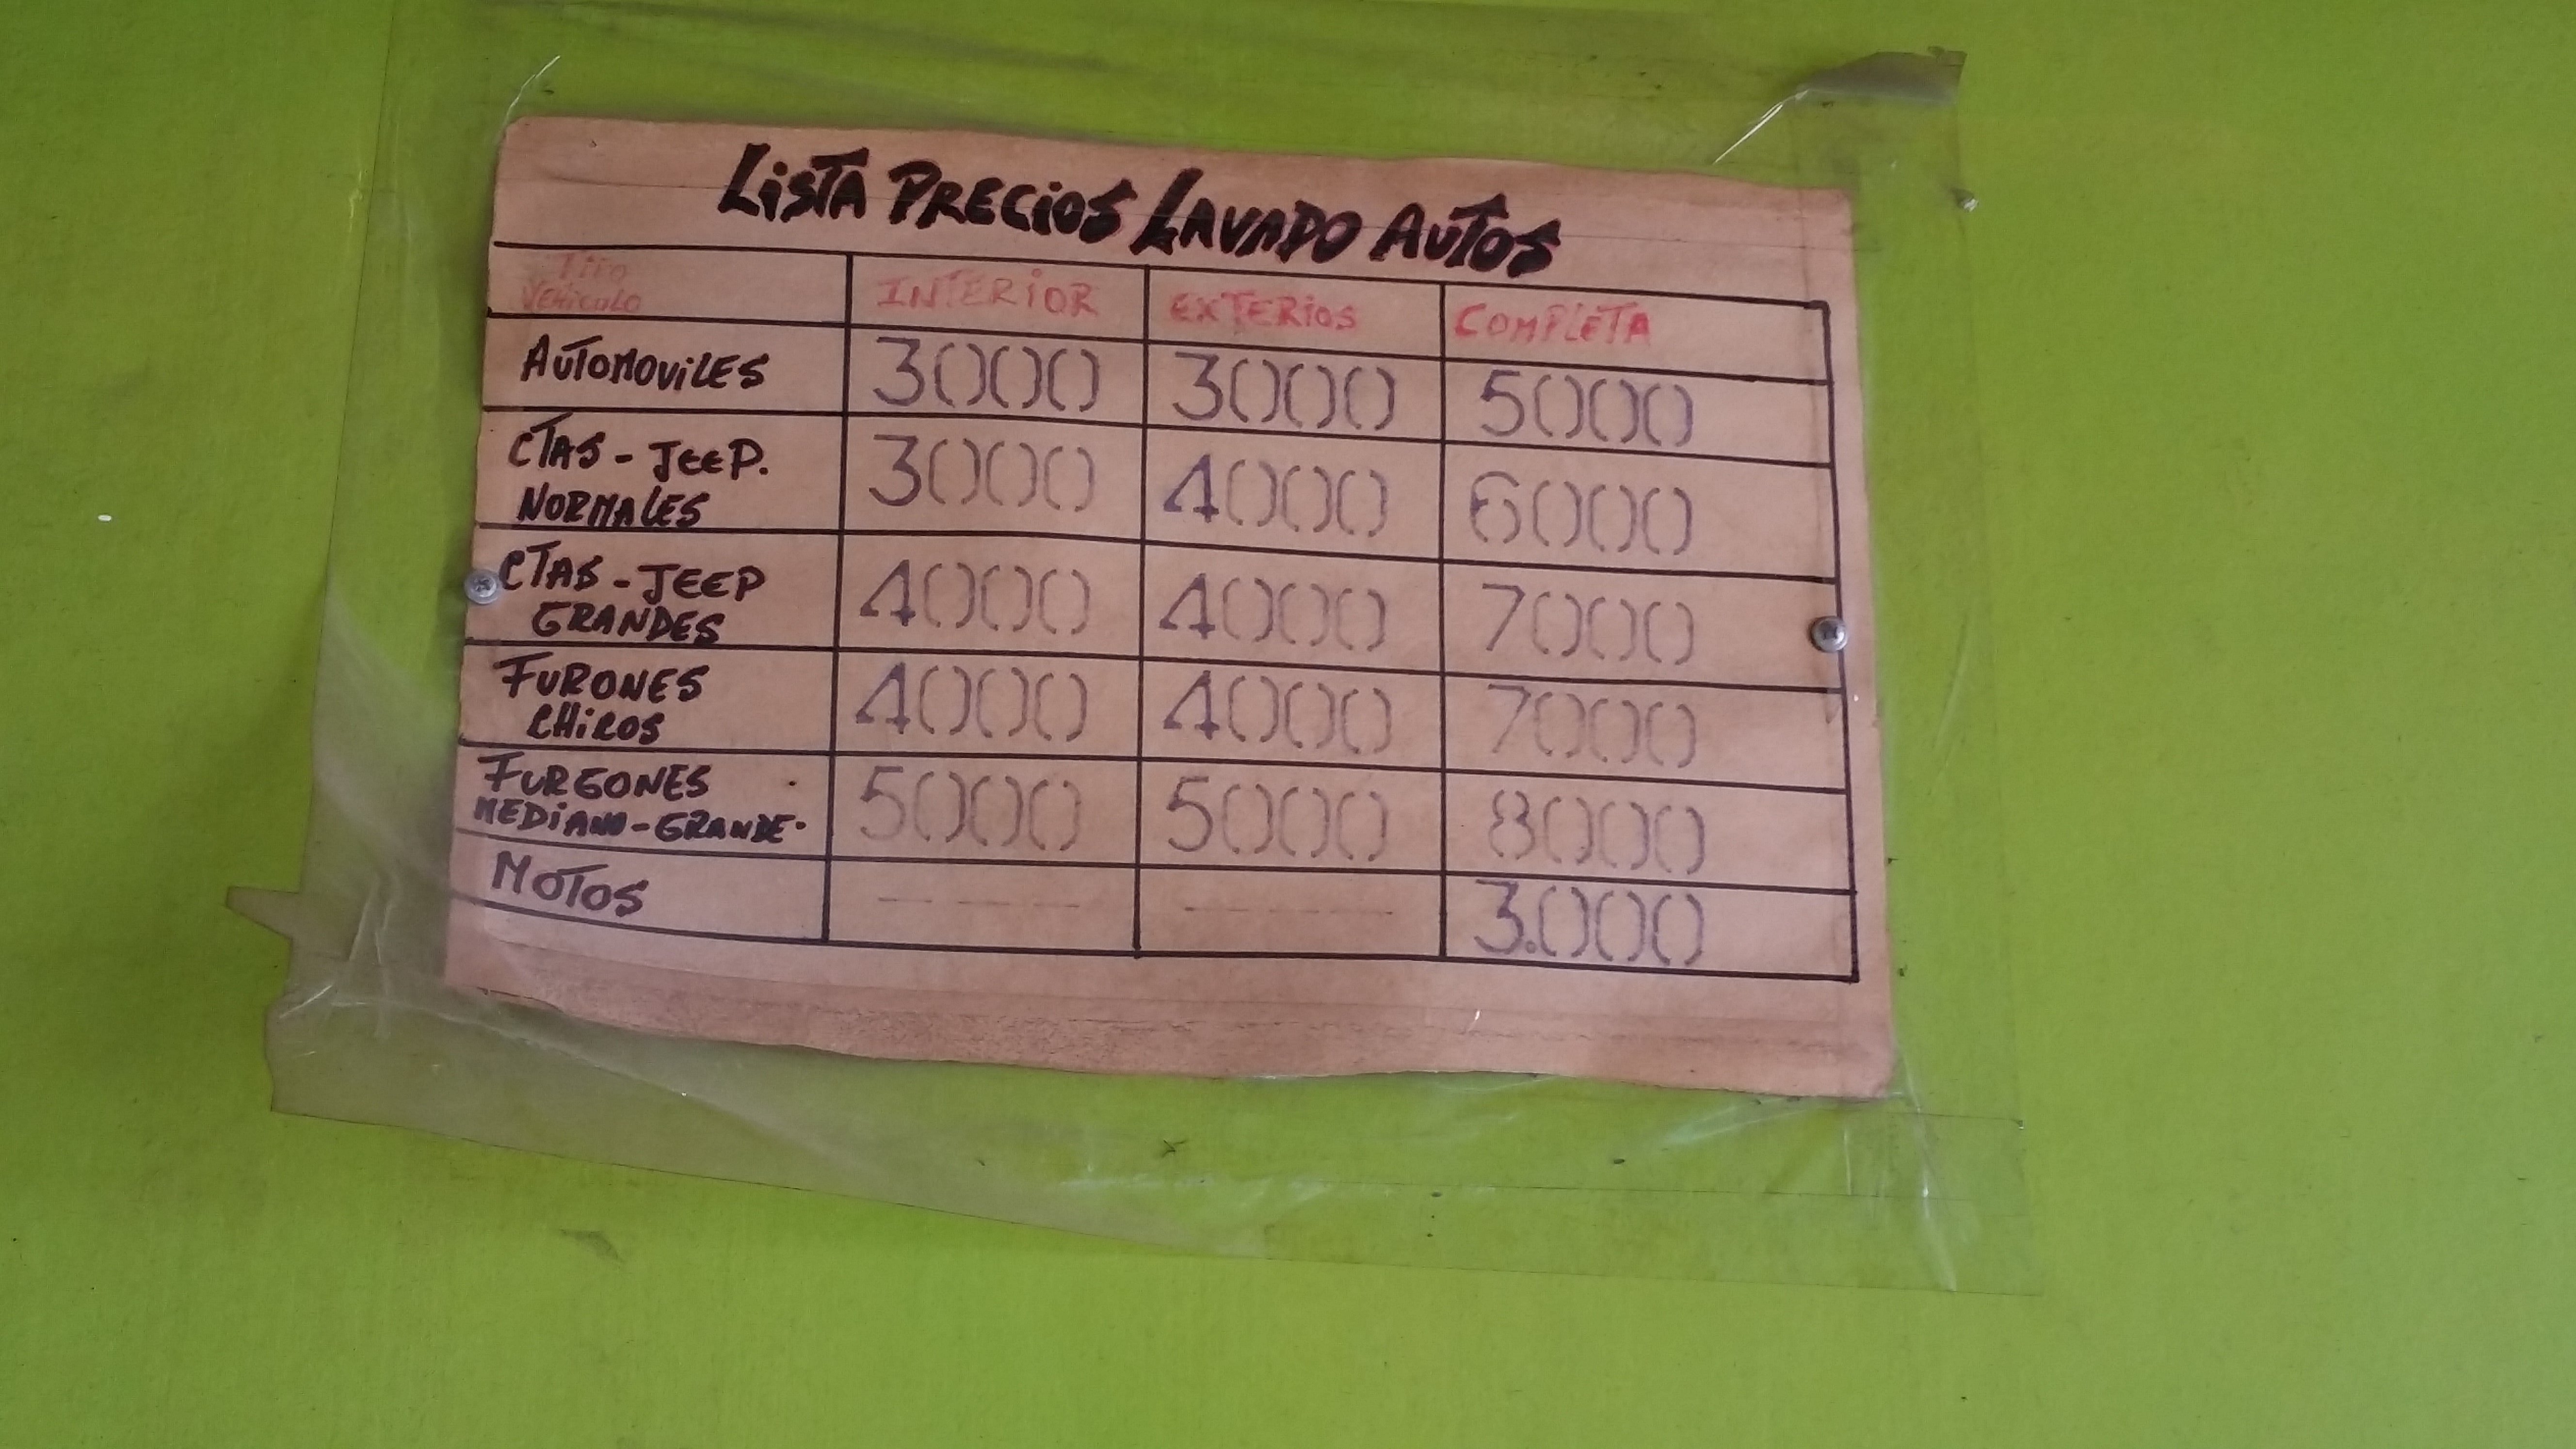 LISTA PRECIOS LAVADO AUTOS
TIPO
VEHICULO
INTERIOR
EXTERIOS
COMPLETA
AUTOMOVILES
3000
3000
5000
CTAS - JEEP.
NORMALES
3000
4000
6000
CTAS - JEEP
GRANDES
4000
4000
7000
FURONES
CHICOS
4000
4000
7000
FURGONES
MEDIANO-GRANDE.
5000
5000
8000
MOTOS
- - - -
- - - -
3.000